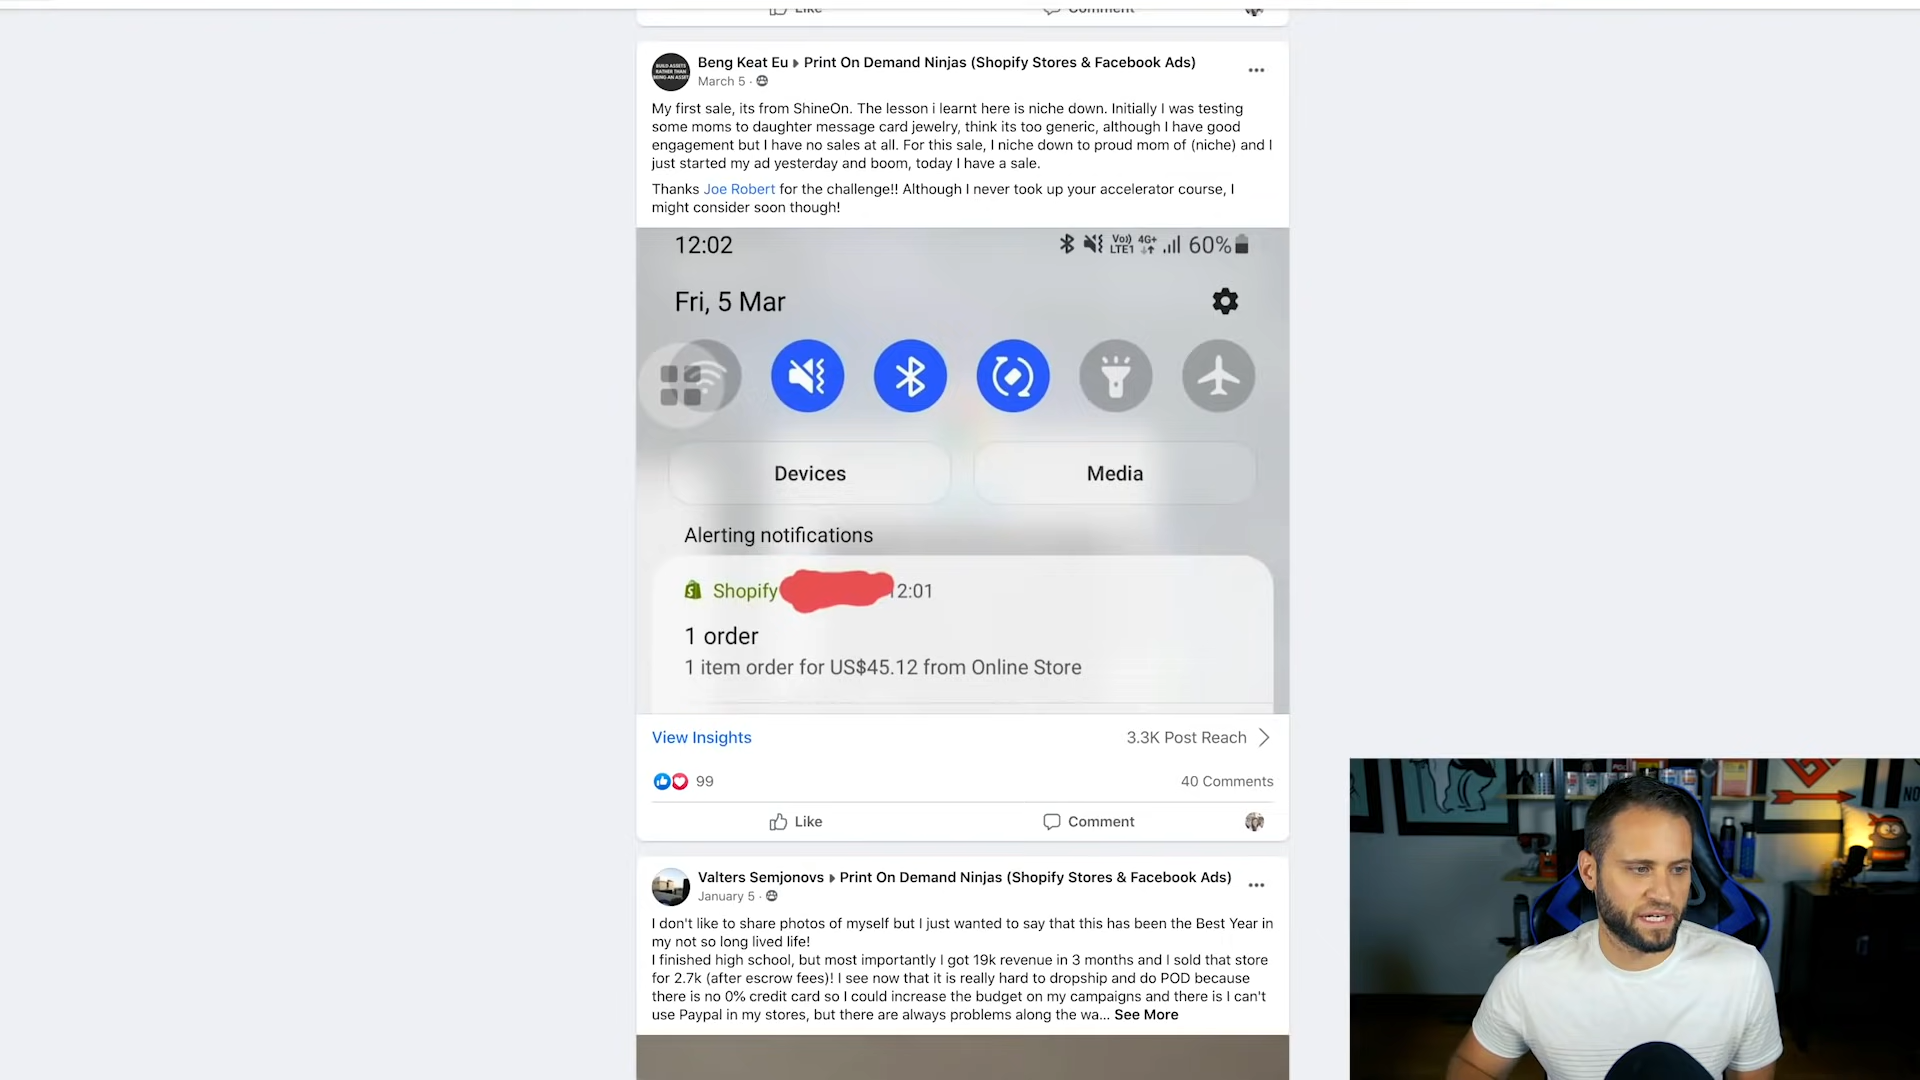 Like Comment
Beng Keat Eu Print On Demand Ninjas (Shopify Stores & Facebook Ads)
March 5 ·
My first sale, its from ShineOn. The lesson i learnt here is niche down. Initially I was testing
some moms to daughter message card jewelry, think its too generic, although I have good
engagement but I have no sales at all. For this sale, I niche down to proud mom of (niche) and I
just started my ad yesterday and boom, today I have a sale.
Thanks Joe Robert for the challenge!! Although I never took up your accelerator course, I
might consider soon though!
BUILD ASSETS
RATHER THAN
BEING AN ASSET
12:02 Vo)) LTE1 4G+ 60%
Fri, 5 Mar
Devices Media
Alerting notifications
Shopify 12:01
1 order
1 item order for US$45.12 from Online Store
View Insights 3.3K Post Reach
99 40 Comments
Like Comment
Valters Semjonovs Print On Demand Ninjas (Shopify Stores & Facebook Ads)
January 5 ·
I don't like to share photos of myself but I just wanted to say that this has been the Best Year in
my not so long lived life!
I finished high school, but most importantly I got 19k revenue in 3 months and I sold that store
for 2.7k (after escrow fees)! I see now that it is really hard to dropship and do POD because
there is no 0% credit card so I could increase the budget on my campaigns and there is I can't
use Paypal in my stores, but there are always problems along the wa... See More
NO